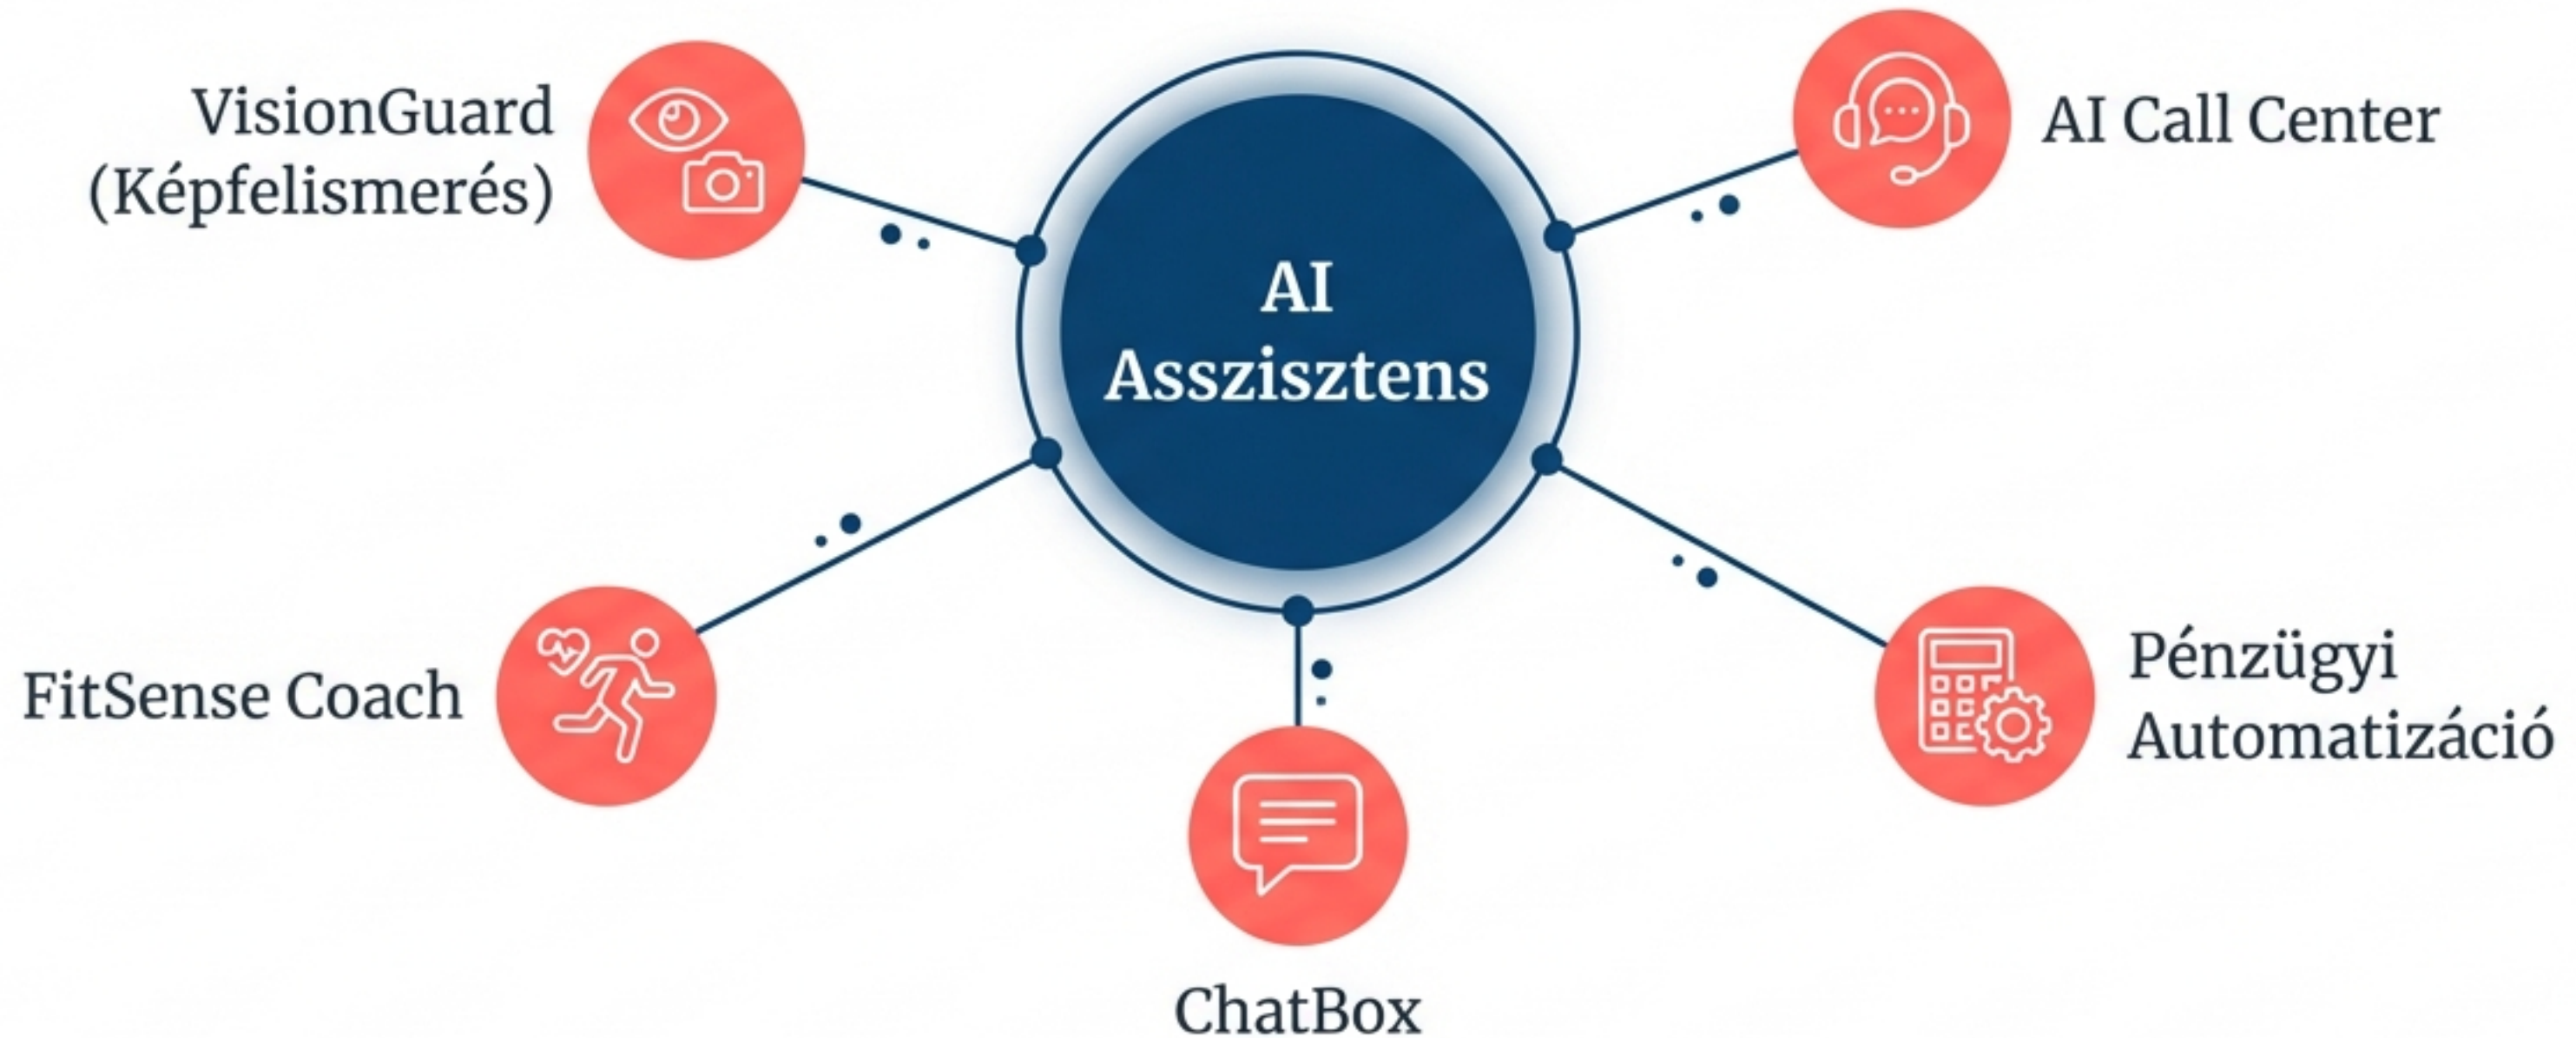 VisionGuard
(Képfelismerés)
AI Call Center
AI
Asszisztens
FitSense Coach
Pénzügyi
Automatizáció
ChatBox